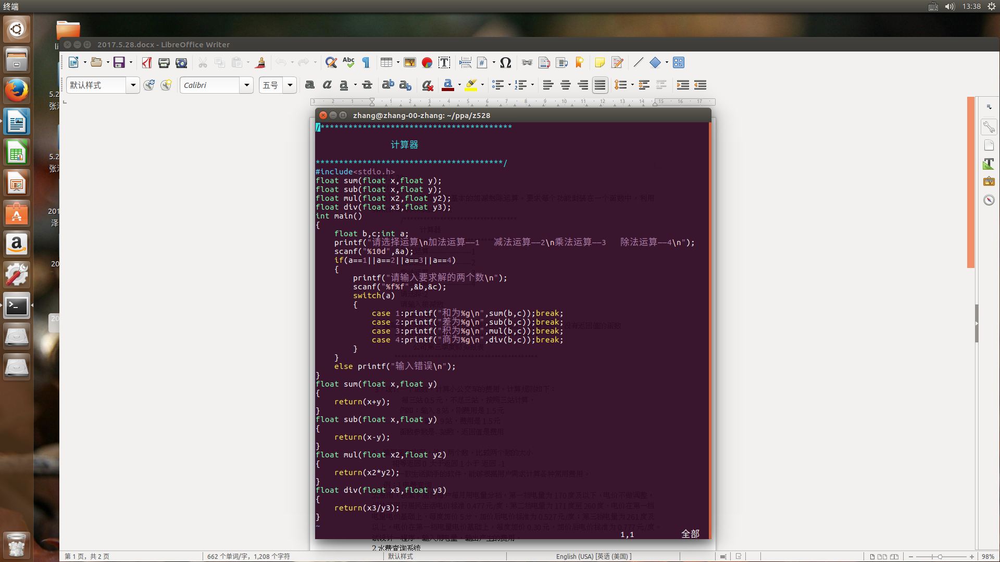 终端
13:38
2017.5.28.docx - LibreOffice Writer
默认样式
Calibri
五号
zhang@zhang-00-zhang: ~/ppa/z528
/*****************************************
计算器
****************************************/
#include<stdio.h>
float sum(float x,float y);
float sub(float x,float y);
float mul(float x2,float y2);
float div(float x3,float y3);
int main()
{
    float b,c;int a;
    printf("请选择运算\n加法运算——1   减法运算——2\n乘法运算——3   除法运算——4\n");
    scanf("%10d",&a);
    if(a==1||a==2||a==3||a==4)
    {
        printf("请输入要求解的两个数\n");
        scanf("%f%f",&b,&c);
        switch(a)
        {
            case 1:printf("和为%g\n",sum(b,c));break;
            case 2:printf("差为%g\n",sub(b,c));break;
            case 3:printf("积为%g\n",mul(b,c));break;
            case 4:printf("商为%g\n",div(b,c));break;
        }
    }
    else printf("输入错误\n");
}
float sum(float x,float y)
{
    return(x+y);
}
float sub(float x,float y)
{
    return(x-y);
}
float mul(float x2,float y2)
{
    return(x2*y2);
}
float div(float x3,float y3)
{
    return(x3/y3);
}
~
1,1 全部
2.水费查询系统
第 1 页，共 2 页 662 个单词/字，1,208 个字符 默认样式 English (USA) [英语 (美国) ] 98%